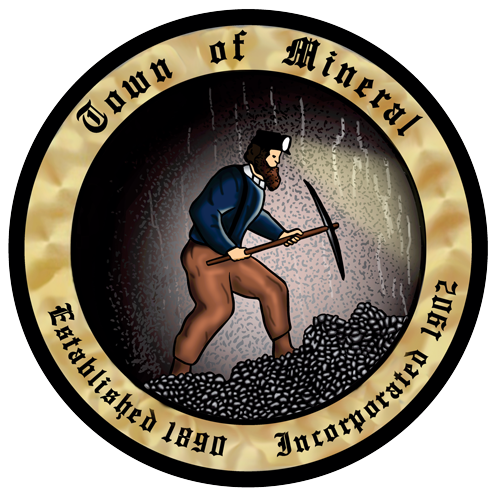 Town of Mineral
Established 1890
Incorporated 1902